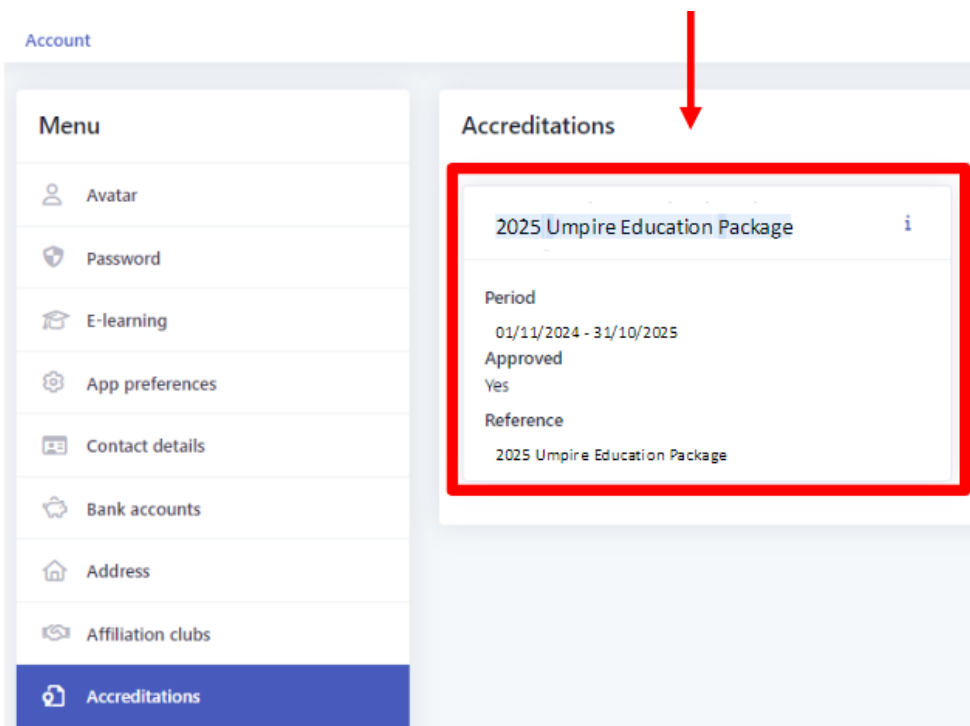 Account
Menu
Avatar
Password
E-learning
App preferences
Contact details
Bank accounts
Address
Affiliation clubs
Accreditations
Accreditations
2025 Umpire Education Package
i
Period
01/11/2024 - 31/10/2025
Approved
Yes
Reference
2025 Umpire Education Package